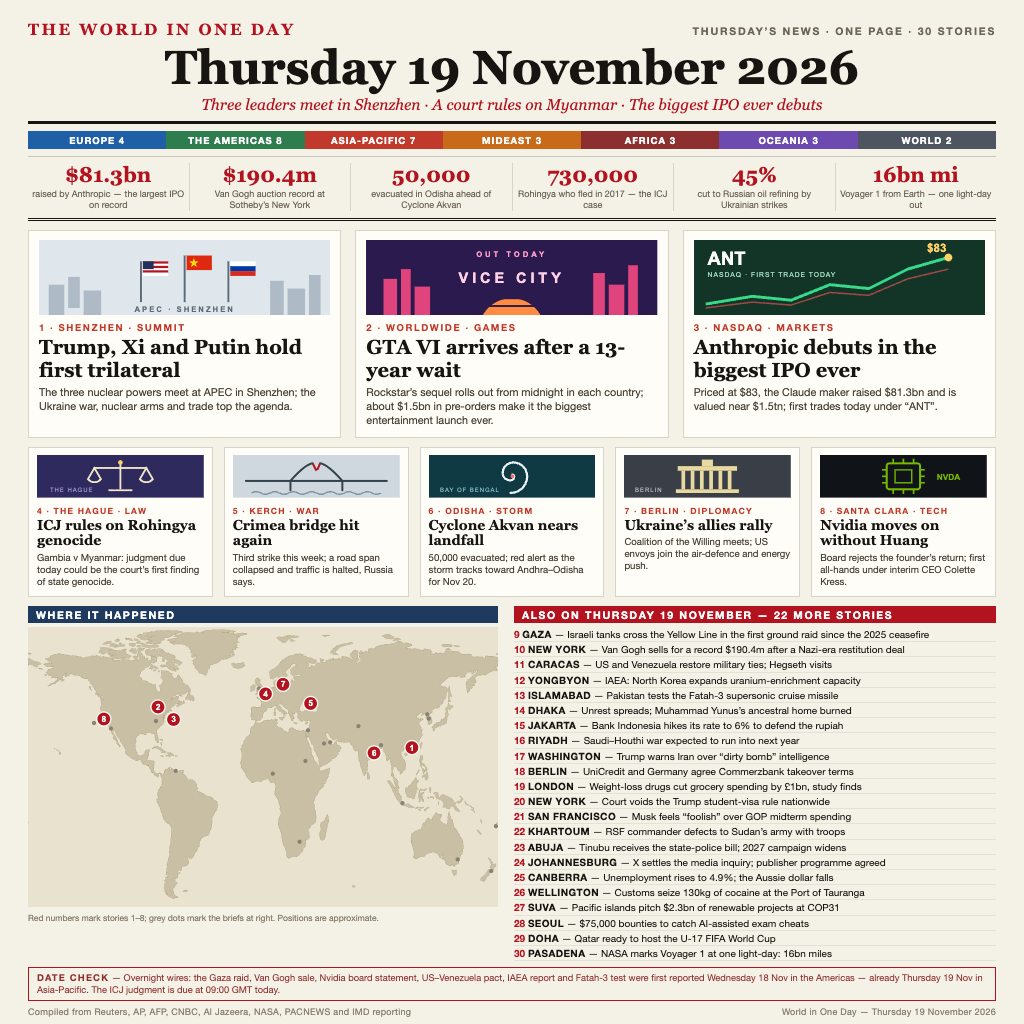 THE WORLD IN ONE DAY
THURSDAY'S NEWS · ONE PAGE · 30 STORIES
Thursday 19 November 2026
Three leaders meet in Shenzhen · A court rules on Myanmar · The biggest IPO ever debuts
EUROPE 4
THE AMERICAS 8
ASIA-PACIFIC 7
MIDEAST 3
AFRICA 3
OCEANIA 3
WORLD 2
$81.3bn
raised by Anthropic — the largest IPO
on record
$190.4m
Van Gogh auction record at
Sotheby's New York
50,000
evacuated in Odisha ahead of
Cyclone Akvan
730,000
Rohingya who fled in 2017 — the ICJ
case
45%
cut to Russian oil refining by
Ukrainian strikes
16bn mi
Voyager 1 from Earth — one light-day
out
APEC · SHENZHEN
1 · SHENZHEN · SUMMIT
Trump, Xi and Putin hold
first trilateral
The three nuclear powers meet at APEC in Shenzhen; the
Ukraine war, nuclear arms and trade top the agenda.
OUT TODAY
VICE CITY
2 · WORLDWIDE · GAMES
GTA VI arrives after a 13-
year wait
Rockstar's sequel rolls out from midnight in each country;
about $1.5bn in pre-orders make it the biggest
entertainment launch ever.
ANT
NASDAQ · FIRST TRADE TODAY
$83
3 · NASDAQ · MARKETS
Anthropic debuts in the
biggest IPO ever
Priced at $83, the Claude maker raised $81.3bn and is
valued near $1.5tn; first trades today under “ANT”.
THE HAGUE
4 · THE HAGUE · LAW
ICJ rules on Rohingya
genocide
Gambia v Myanmar: judgment due
today could be the court's first finding
of state genocide.
5 · KERCH · WAR
Crimea bridge hit
again
Third strike this week; a road span
collapsed and traffic is halted, Russia
says.
BAY OF BENGAL
6 · ODISHA · STORM
Cyclone Akvan nears
landfall
50,000 evacuated; red alert as the
storm tracks toward Andhra–Odisha
for Nov 20.
BERLIN
7 · BERLIN · DIPLOMACY
Ukraine's allies rally
Coalition of the Willing meets; US
envoys join the air-defence and energy
push.
NVDA
8 · SANTA CLARA · TECH
Nvidia moves on
without Huang
Board rejects the founder's return; first
all-hands under interim CEO Colette
Kress.
WHERE IT HAPPENED
4
7
5
2
8
3
6
1
Red numbers mark stories 1–8; grey dots mark the briefs at right. Positions are approximate.
ALSO ON THURSDAY 19 NOVEMBER — 22 MORE STORIES
9 GAZA — Israeli tanks cross the Yellow Line in the first ground raid since the 2025 ceasefire
10 NEW YORK — Van Gogh sells for a record $190.4m after a Nazi-era restitution deal
11 CARACAS — US and Venezuela restore military ties; Hegseth visits
12 YONGBYON — IAEA: North Korea expands uranium-enrichment capacity
13 ISLAMABAD — Pakistan tests the Fatah-3 supersonic cruise missile
14 DHAKA — Unrest spreads; Muhammad Yunus's ancestral home burned
15 JAKARTA — Bank Indonesia hikes its rate to 6% to defend the rupiah
16 RIYADH — Saudi–Houthi war expected to run into next year
17 WASHINGTON — Trump warns Iran over “dirty bomb” intelligence
18 BERLIN — UniCredit and Germany agree Commerzbank takeover terms
19 LONDON — Weight-loss drugs cut grocery spending by £1bn, study finds
20 NEW YORK — Court voids the Trump student-visa rule nationwide
21 SAN FRANCISCO — Musk feels “foolish” over GOP midterm spending
22 KHARTOUM — RSF commander defects to Sudan's army with troops
23 ABUJA — Tinubu receives the state-police bill; 2027 campaign widens
24 JOHANNESBURG — X settles the media inquiry; publisher programme agreed
25 CANBERRA — Unemployment rises to 4.9%; the Aussie dollar falls
26 WELLINGTON — Customs seize 130kg of cocaine at the Port of Tauranga
27 SUVA — Pacific islands pitch $2.3bn of renewable projects at COP31
28 SEOUL — $75,000 bounties to catch AI-assisted exam cheats
29 DOHA — Qatar ready to host the U-17 FIFA World Cup
30 PASADENA — NASA marks Voyager 1 at one light-day: 16bn miles
DATE CHECK — Overnight wires: the Gaza raid, Van Gogh sale, Nvidia board statement, US–Venezuela pact, IAEA report and Fatah-3 test were first reported Wednesday 18 Nov in the Americas — already Thursday 19 Nov in
Asia-Pacific. The ICJ judgment is due at 09:00 GMT today.
Compiled from Reuters, AP, AFP, CNBC, Al Jazeera, NASA, PACNEWS and IMD reporting
World in One Day — Thursday 19 November 2026